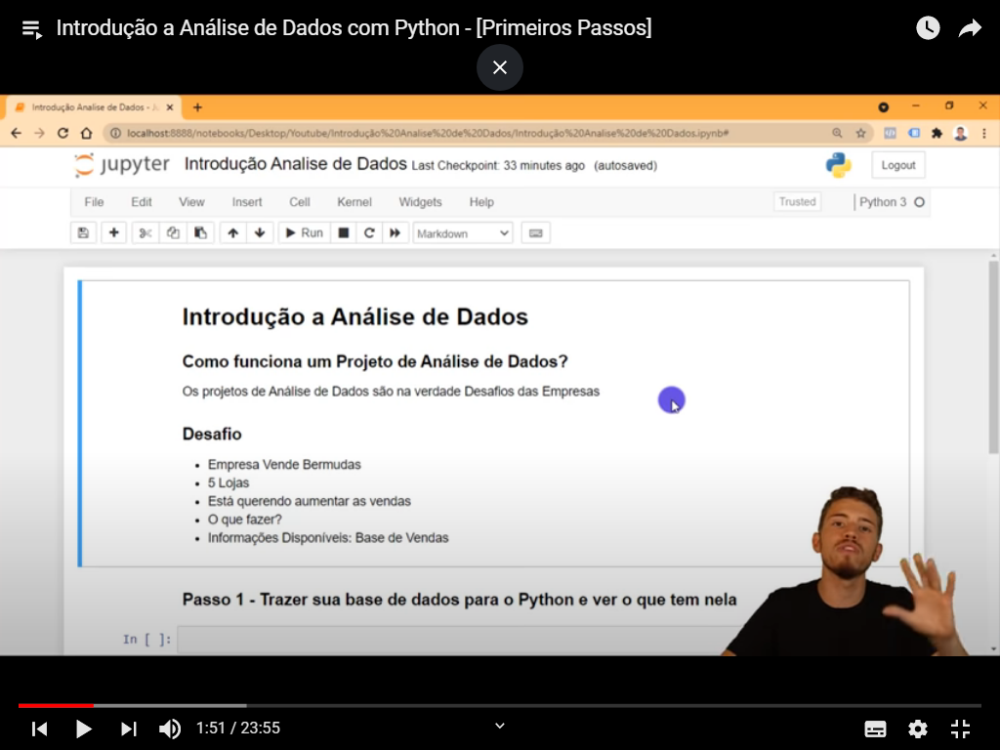 Introdução a Análise de Dados com Python - [Primeiros Passos]
Introdução Analise de Dados - Ju
localhost:8888/notebooks/Desktop/Youtube/Introdução%20Analise%20de%20Dados/Introdução%20Analise%20de%20Dados.ipynb#
jupyter Introdução Analise de Dados Last Checkpoint: 33 minutes ago (autosaved) Logout
File Edit View Insert Cell Kernel Widgets Help Trusted Python 3
Run Markdown
Introdução a Análise de Dados
Como funciona um Projeto de Análise de Dados?
Os projetos de Análise de Dados são na verdade Desafios das Empresas
Desafio
• Empresa Vende Bermudas
• 5 Lojas
• Está querendo aumentar as vendas
• O que fazer?
• Informações Disponíveis: Base de Vendas
Passo 1 - Trazer sua base de dados para o Python e ver o que tem nela
In [ ]:
1:51 / 23:55